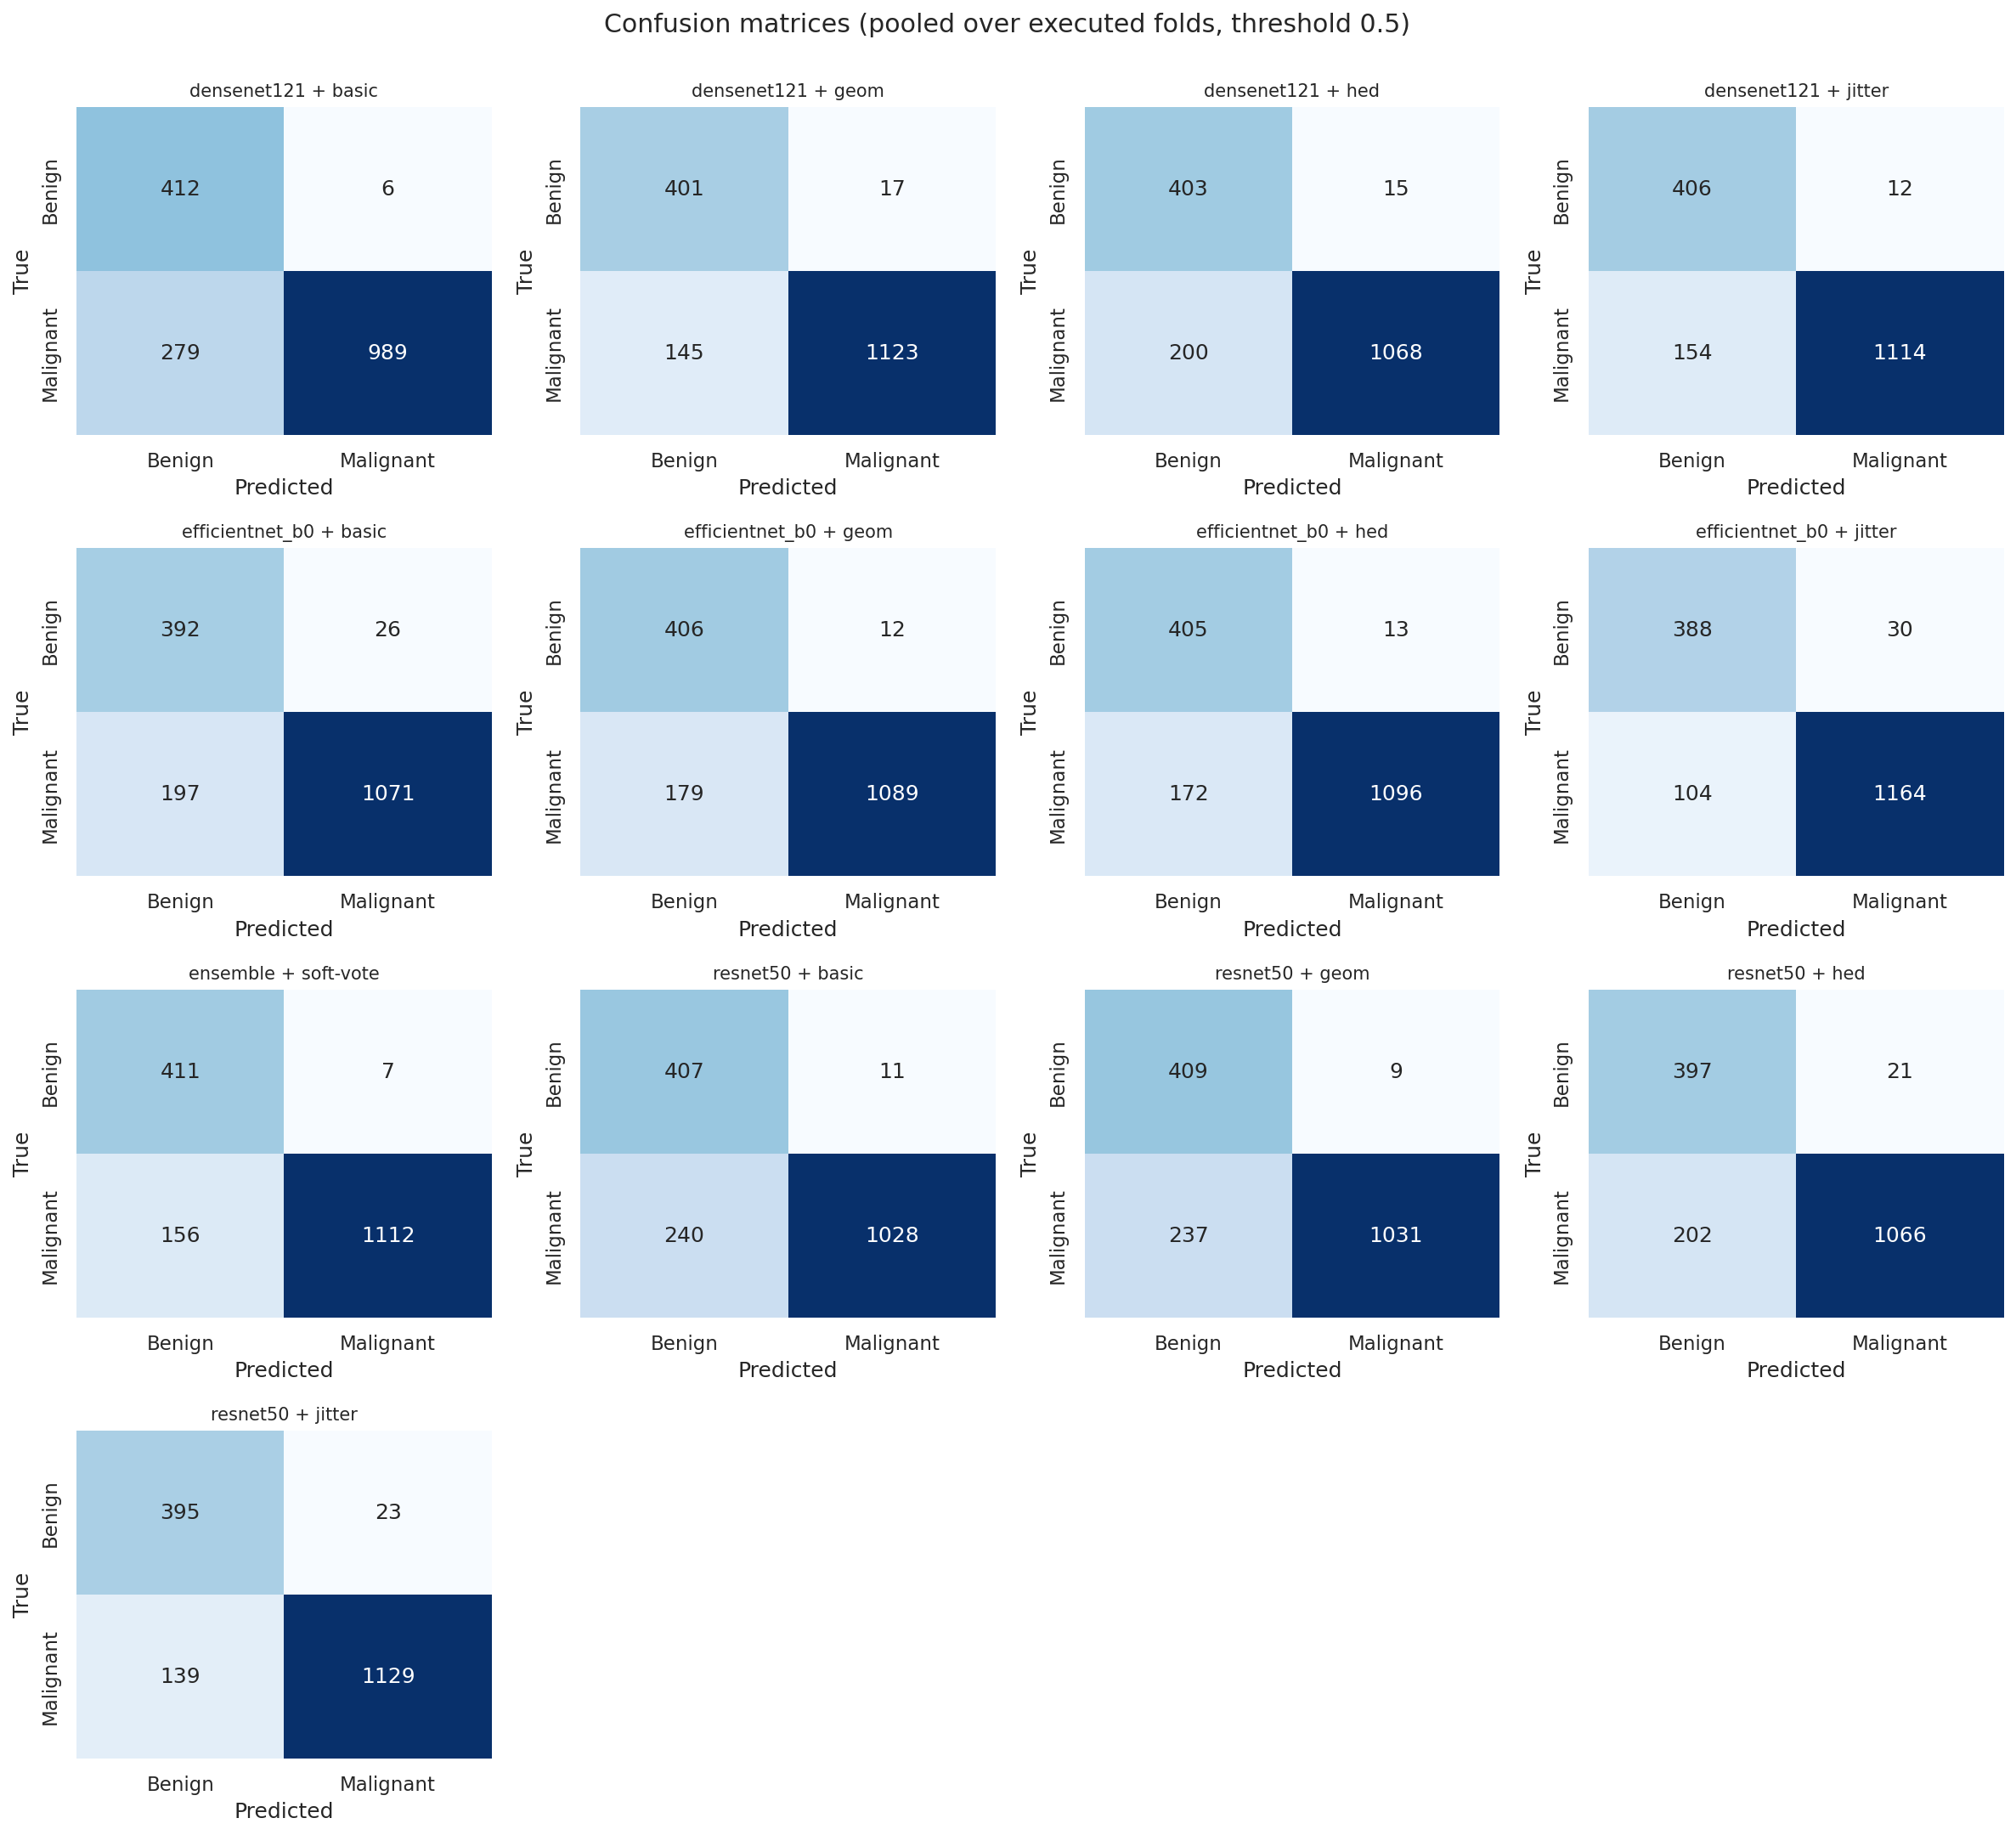 Confusion matrices (pooled over executed folds, threshold 0.5)
densenet121 + basic
True
Benign
412
6
Malignant
279
989
Benign
Malignant
Predicted
densenet121 + geom
True
Benign
401
17
Malignant
145
1123
Benign
Malignant
Predicted
densenet121 + hed
True
Benign
403
15
Malignant
200
1068
Benign
Malignant
Predicted
densenet121 + jitter
True
Benign
406
12
Malignant
154
1114
Benign
Malignant
Predicted
efficientnet_b0 + basic
True
Benign
392
26
Malignant
197
1071
Benign
Malignant
Predicted
efficientnet_b0 + geom
True
Benign
406
12
Malignant
179
1089
Benign
Malignant
Predicted
efficientnet_b0 + hed
True
Benign
405
13
Malignant
172
1096
Benign
Malignant
Predicted
efficientnet_b0 + jitter
True
Benign
388
30
Malignant
104
1164
Benign
Malignant
Predicted
ensemble + soft-vote
True
Benign
411
7
Malignant
156
1112
Benign
Malignant
Predicted
resnet50 + basic
True
Benign
407
11
Malignant
240
1028
Benign
Malignant
Predicted
resnet50 + geom
True
Benign
409
9
Malignant
237
1031
Benign
Malignant
Predicted
resnet50 + hed
True
Benign
397
21
Malignant
202
1066
Benign
Malignant
Predicted
resnet50 + jitter
True
Benign
395
23
Malignant
139
1129
Benign
Malignant
Predicted